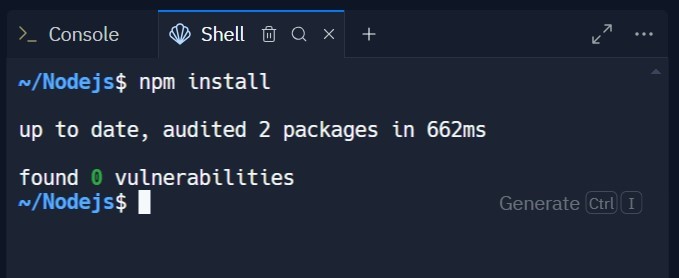 >_ Console Shell × + ...
~/Nodejs$ npm install
up to date, audited 2 packages in 662ms
found 0 vulnerabilities
~/Nodejs$ Generate Ctrl I